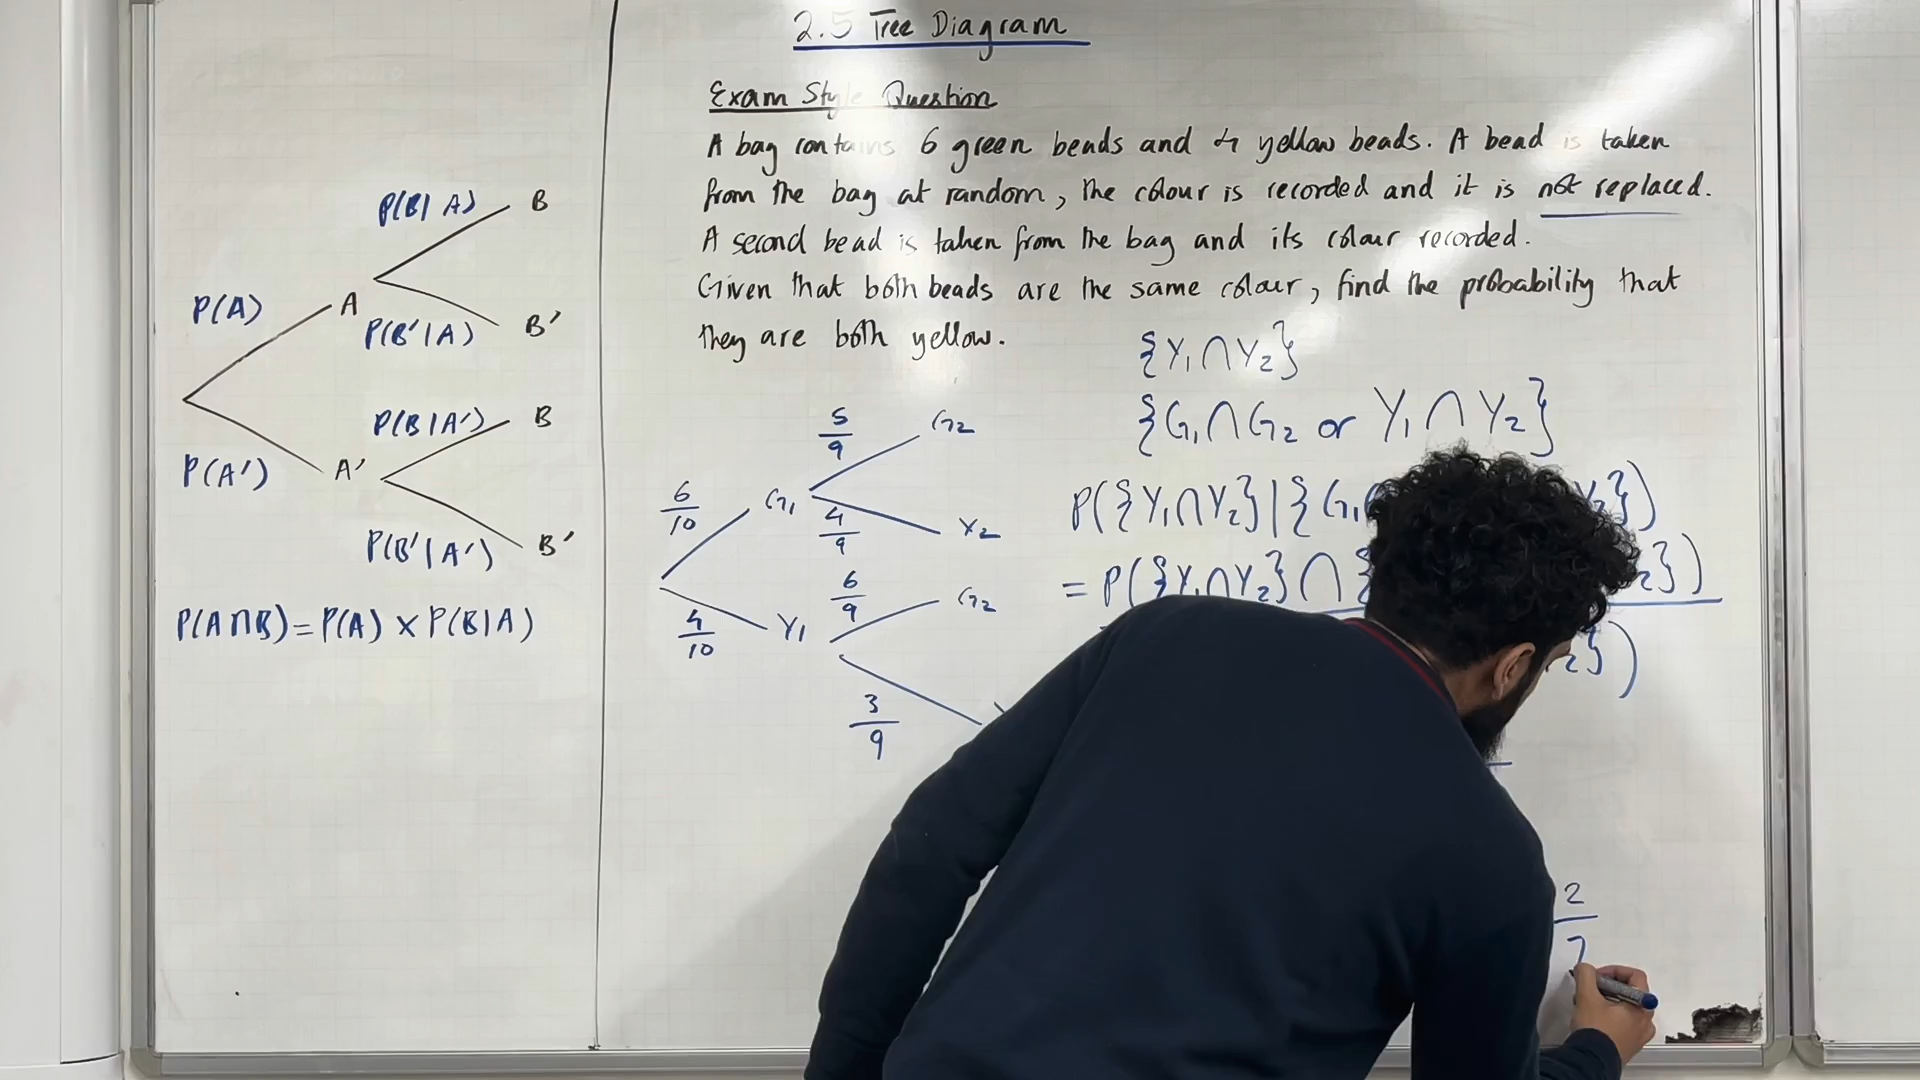 2.5 Tree Diagram
Exam Style Question
A bag contains 6 green beads and 4 yellow beads. A bead is taken
from the bag at random, the colour is recorded and it is not replaced.
A second bead is taken from the bag and its colour recorded.
Given that both beads are the same colour, find the probability that
they are both yellow.
P(A)
A
P(B|A)
B
P(B'|A)
B'
P(A')
A'
P(B|A')
B
P(B'|A')
B'
P(A∩B)=P(A) × P(B|A)
6/10
G₁
5/9
G₂
4/9
Y₂
4/10
Y₁
6/9
G₂
3/9
{Y₁∩Y₂}
{G₁∩G₂ or Y₁∩Y₂}
P({Y₁∩Y₂}|{G₁ Y₂})
= P({Y₁∩Y₂}∩{ ₂})
₂})
2/7